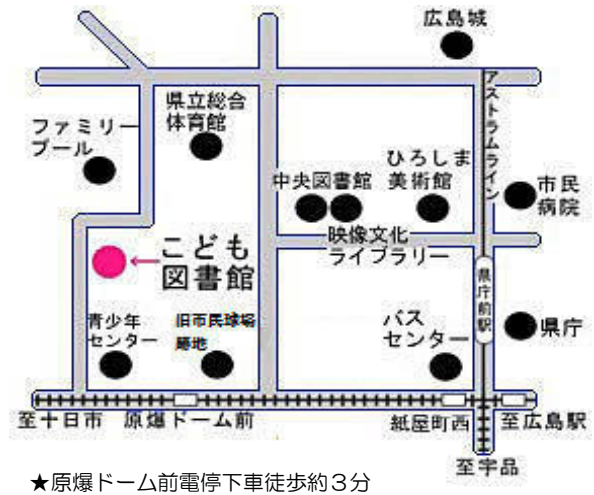 広島城
アストラムライン
県立総合
体育館
ファミリー
プール
ひろしま
美術館
中央図書館
市民
病院
映像文化
ライブラリー
こども
図書館
県庁前駅
青少年
センター
旧市民球場
跡地
バス
センター
県庁
至十日市
原爆ドーム前
紙屋町西
至広島駅
至宇品
★原爆ドーム前電停下車徒歩約3分